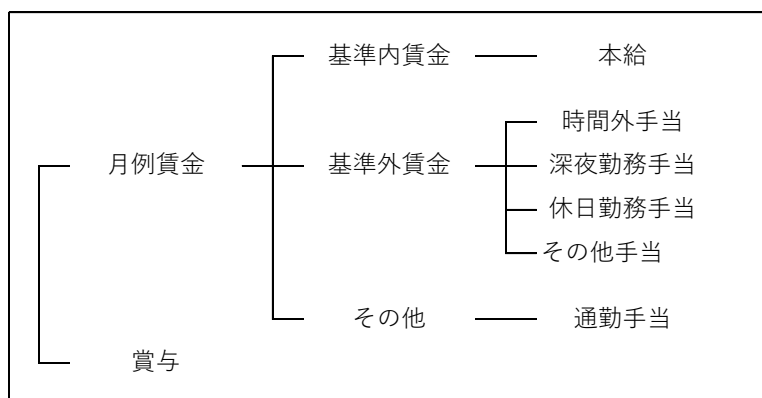 基準内賃金 本給
時間外手当
月例賃金 基準外賃金 深夜勤務手当
休日勤務手当
その他手当
その他 通勤手当
賞与